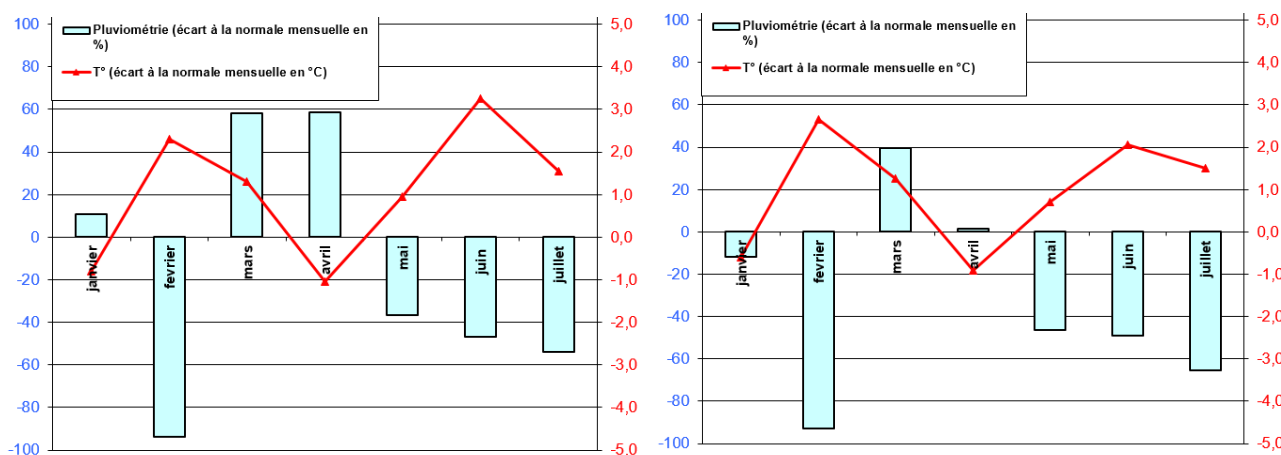 100
80
60
40
20
0
-20
-40
-60
-80
-100
Pluviométrie (écart à la normale mensuelle en
%)
T° (écart à la normale mensuelle en °C)
janvier
fevrier
mars
avril
mai
juin
juillet
5,0
4,0
3,0
2,0
1,0
0,0
-1,0
-2,0
-3,0
-4,0
-5.0
100
80
60
40
20
0
-20
-40
-60
-80
-100
Pluviométrie (écart à la normale mensuelle en
%)
T° (écart à la normale mensuelle en °C)
janvier
fevrier
mars
avril
mai
juin
juillet
5,0
4,0
3,0
2,0
1,0
0,0
-1,0
-2,0
-3,0
-4,0
-5,0